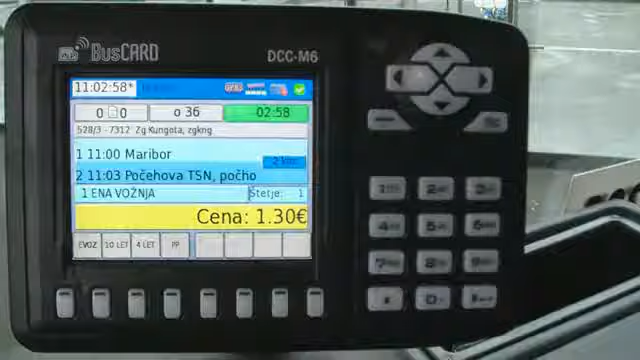 BusCARD
DCC-M6
11:02:58*
0 0
o 36
02:58
528/3 - 7312 Zg Kungota, zgkng
1 11:00 Maribor
2 11:03 Počehova TSN, počho
1 ENA VOŽNJA
Štetje: 1
Cena: 1.30€
EVOZ 10 LET 4 LET PP